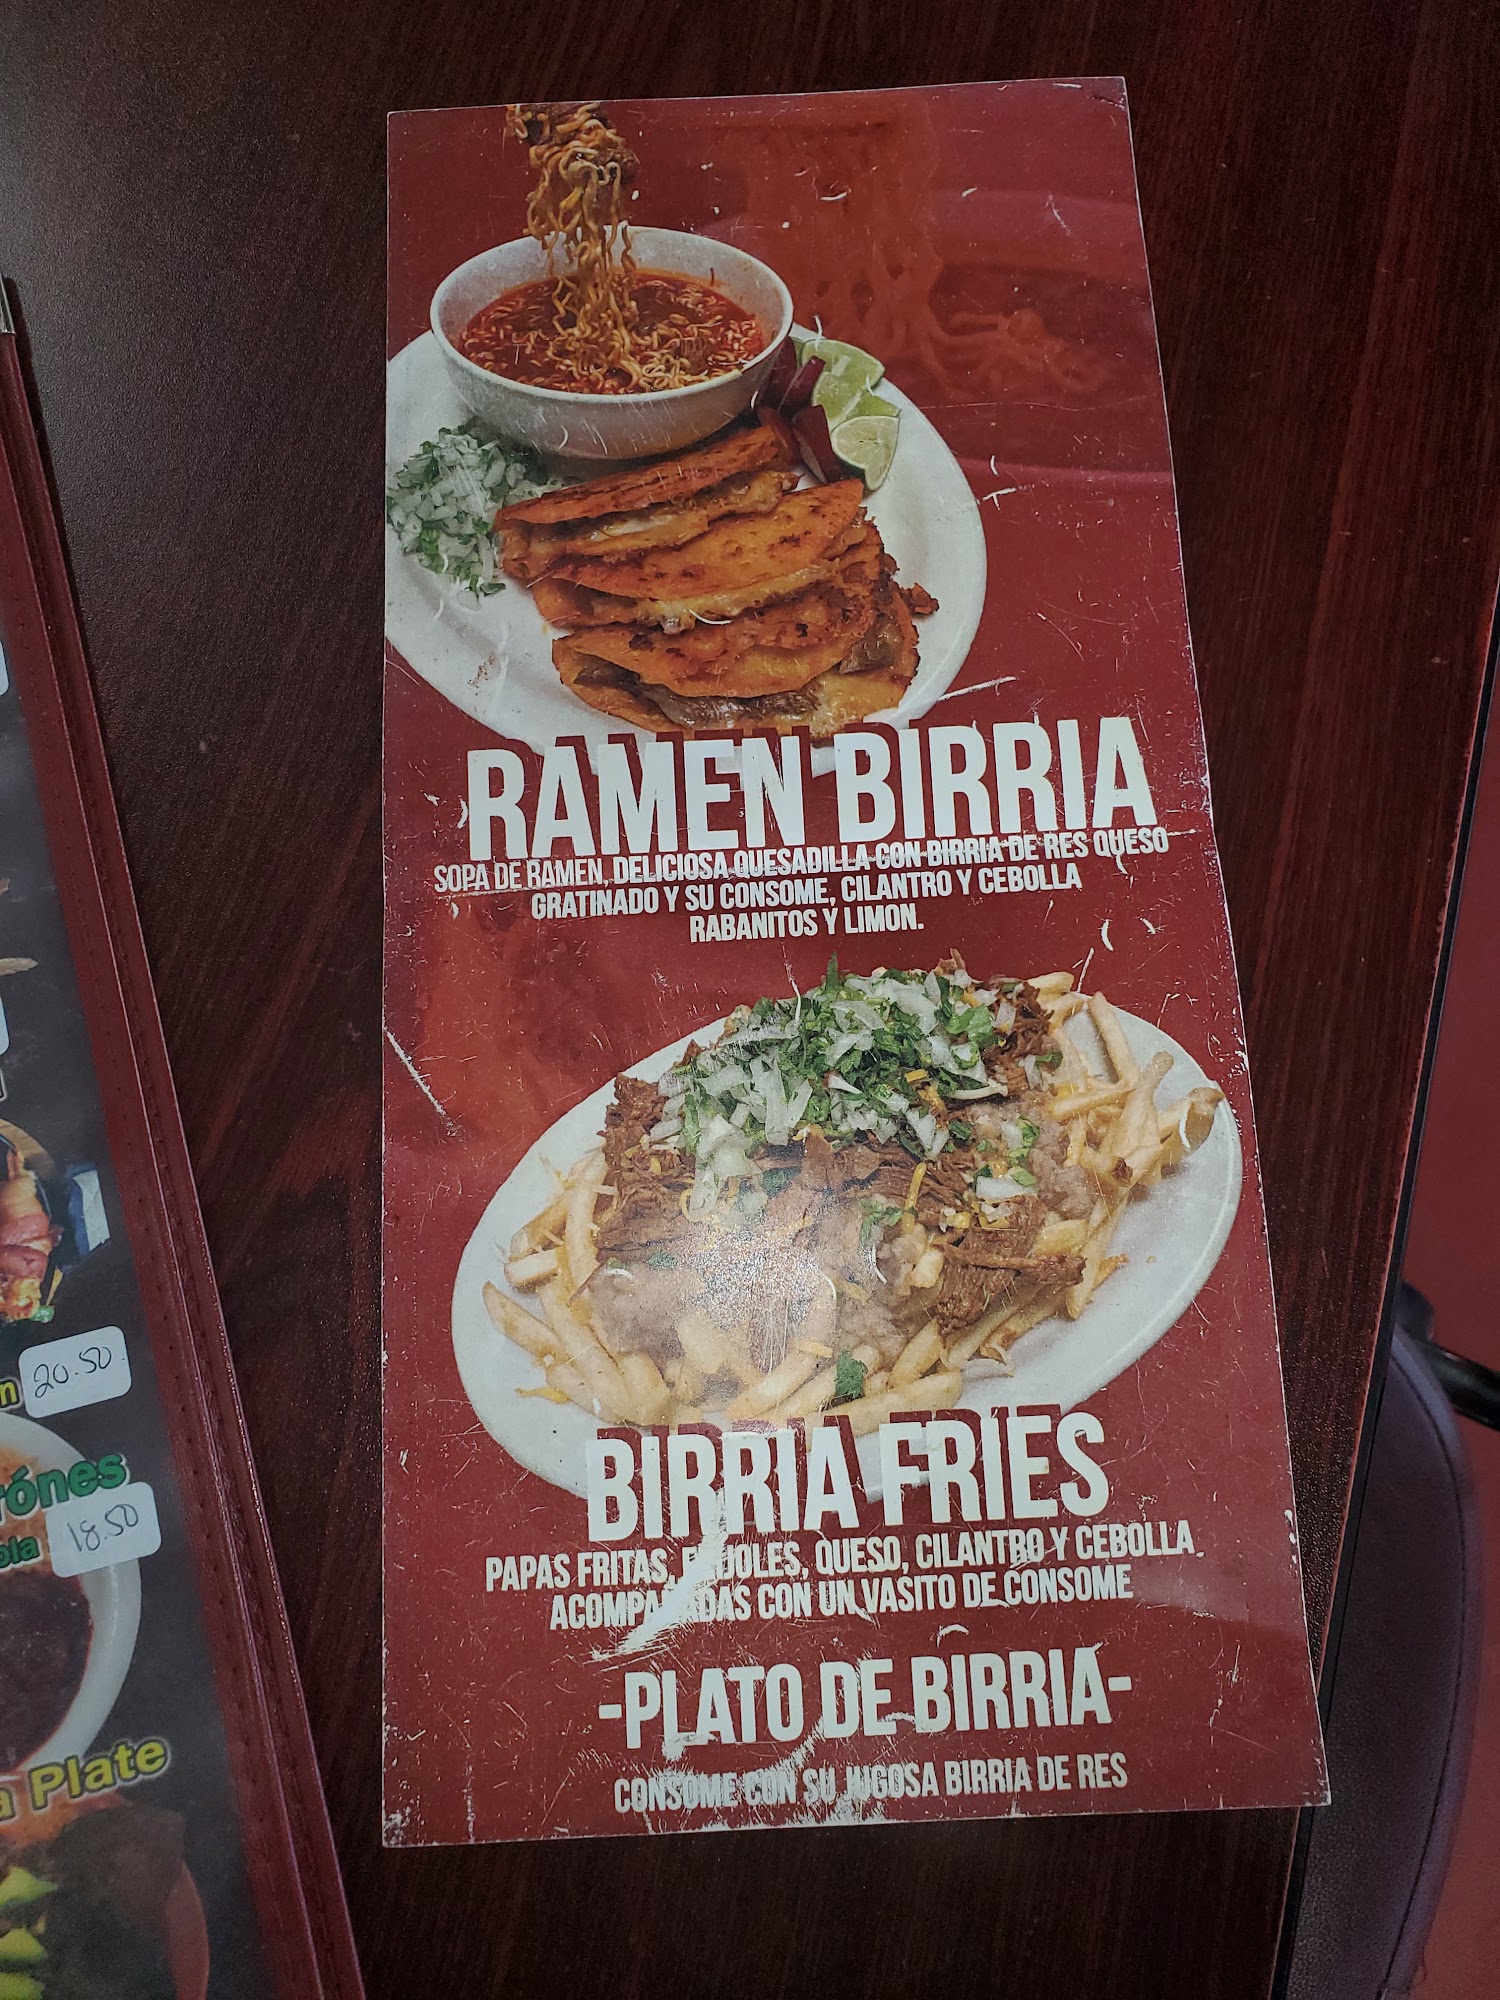 RAMEN BIRRIA
SOPA DE RAMEN, DELICIOSA QUESADILLA CON BIRRIA DE RES QUESO
GRATINADO Y SU CONSOME, CILANTRO Y CEBOLLA
RABANITOS Y LIMON.
BIRRIA FRIES
PAPAS FRITAS, QUESO, CILANTRO Y CEBOLLA
CON UN VASITO DE CONSOME
-PLATO DE BIRRIA-
CONSOME CON SU JUGOSA BIRRIA DE RES
20.50
18.50
Plate